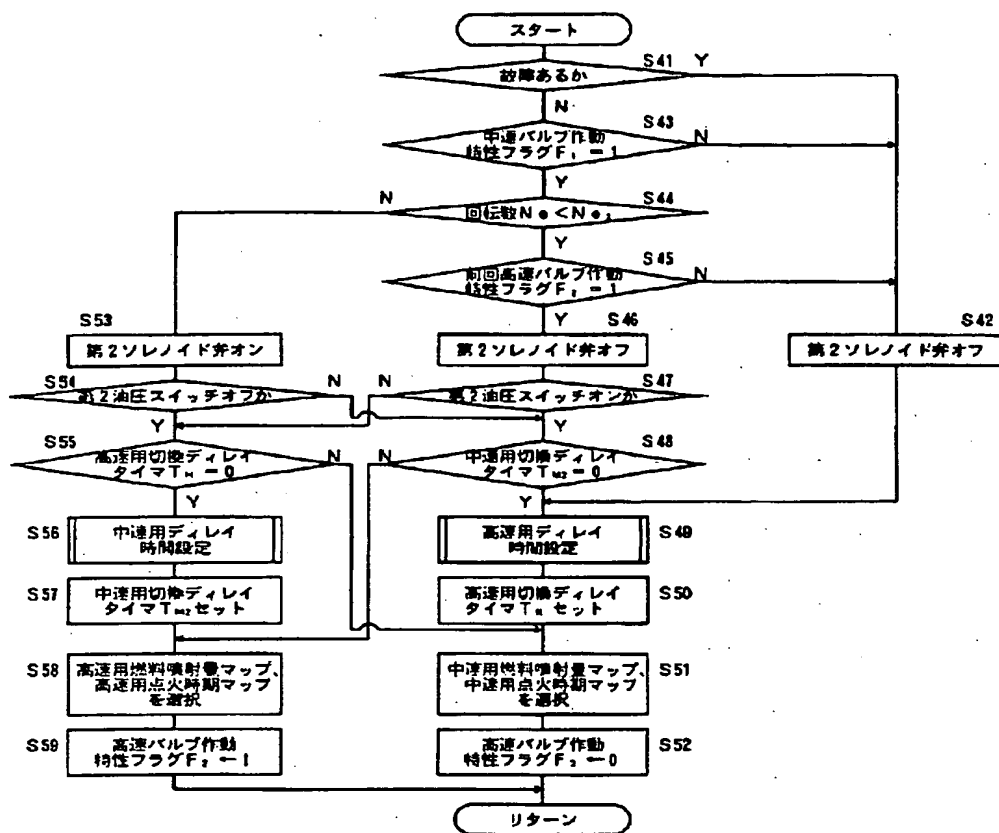 スタート
S41
Y
故障あるか
N
S43
中速バルブ作動
特性フラグF₁=1
N
Y
S44
N
回転数Ne<Ne₂
Y
S45
前回高速バルブ作動
特性フラグF₂=1
N
Y
S53
第2ソレノイド弁オン
S46
第2ソレノイド弁オフ
S42
第2ソレノイド弁オフ
S54
第2油圧スイッチオフか
N
Y
S47
第2油圧スイッチオンか
N
Y
S55
高速用切換ディレイ
タイマTH=0
N
Y
S48
中速用切換ディレイ
タイマTM2=0
N
Y
S56
中速用ディレイ
時間設定
S49
高速用ディレイ
時間設定
S57
中速用切換ディレイ
タイマTM2セット
S50
高速用切換ディレイ
タイマTHセット
S58
高速用燃料噴射量マップ、
高速用点火時期マップ
を選択
S51
中速用燃料噴射量マップ、
中速用点火時期マップ
を選択
S59
高速バルブ作動
特性フラグF₂←1
S52
高速バルブ作動
特性フラグF₂←0
リターン